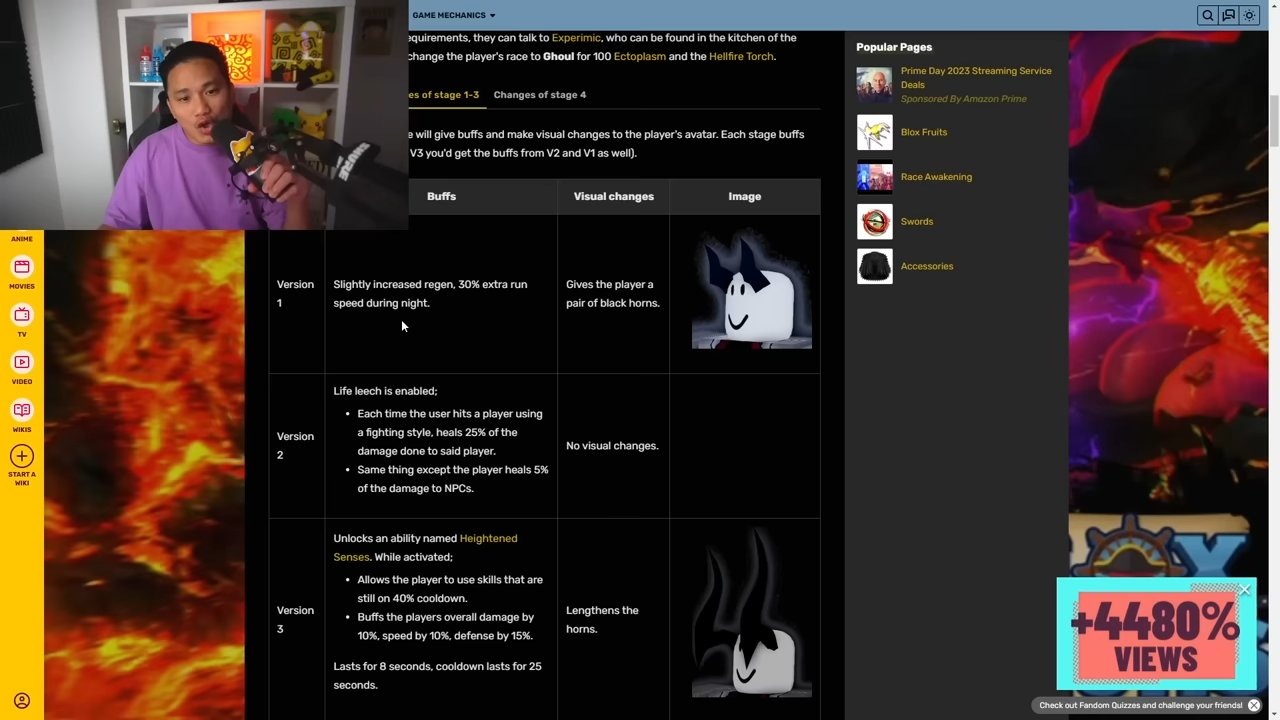 GAME MECHANICS
equirements, they can talk to Experimic, who can be found in the kitchen of the
change the player's race to Ghoul for 100 Ectoplasm and the Hellfire Torch.
es of stage 1-3
Changes of stage 4
e will give buffs and make visual changes to the player's avatar. Each stage buffs
V3 you'd get the buffs from V2 and V1 as well).
Buffs
Visual changes
Image
Version
1
Slightly increased regen, 30% extra run
speed during night.
Gives the player a
pair of black horns.
Version
2
Life leech is enabled;
• Each time the user hits a player using
a fighting style, heals 25% of the
damage done to said player.
• Same thing except the player heals 5%
of the damage to NPCs.
No visual changes.
Version
3
Unlocks an ability named Heightened
Senses. While activated;
• Allows the player to use skills that are
still on 40% cooldown.
• Buffs the players overall damage by
10%, speed by 10%, defense by 15%.
Lasts for 8 seconds, cooldown lasts for 25
seconds.
Lengthens the
horns.
Popular Pages
Prime Day 2023 Streaming Service
Deals
Sponsored By Amazon Prime
Blox Fruits
Race Awakening
Swords
Accessories
ANIME
MOVIES
TV
VIDEO
WIKIS
START A
WIKI
+4480%
VIEWS
Check out Fandom Quizzes and challenge your friends!